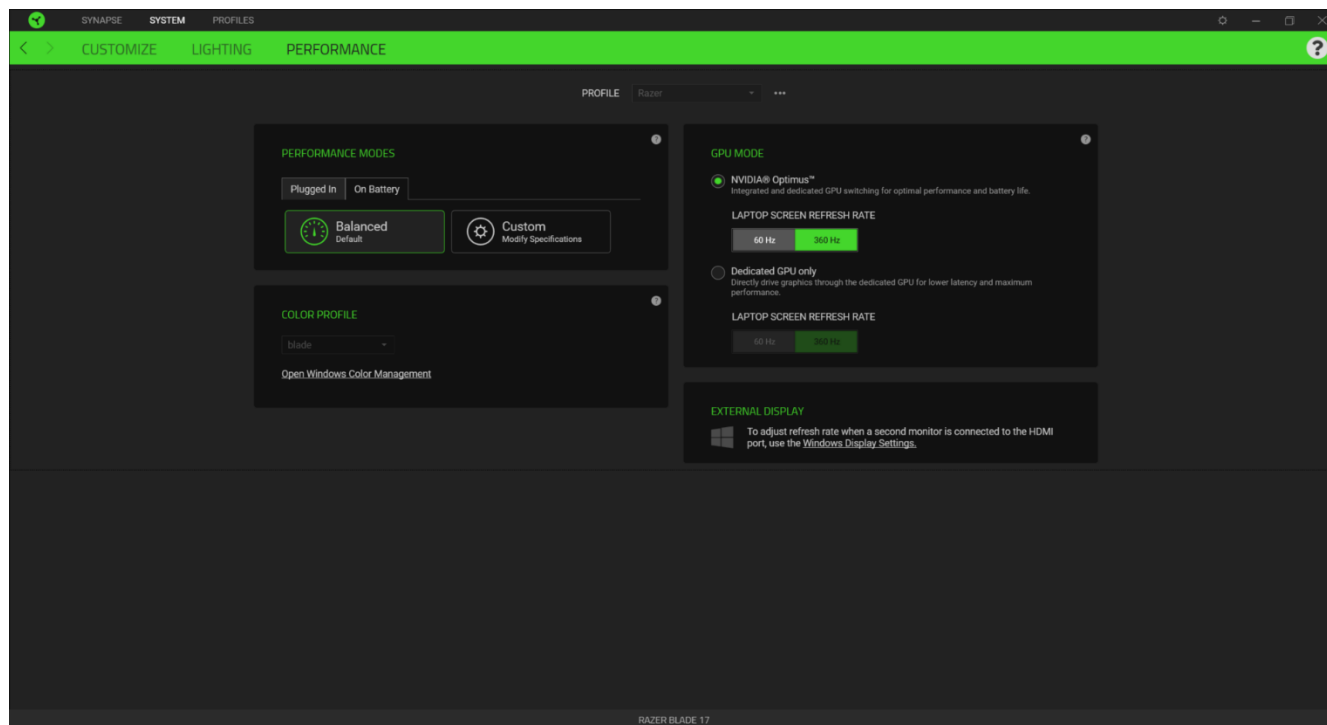 SYNAPSE SYSTEM PROFILES
CUSTOMIZE LIGHTING PERFORMANCE
?
PROFILE Razer
PERFORMANCE MODES
?
Plugged In On Battery
Balanced
Default
Custom
Modify Specifications
COLOR PROFILE
?
blade
Open Windows Color Management
GPU MODE
?
NVIDIA® Optimus™
Integrated and dedicated GPU switching for optimal performance and battery life.
LAPTOP SCREEN REFRESH RATE
60 Hz 360 Hz
Dedicated GPU only
Directly drive graphics through the dedicated GPU for lower latency and maximum
performance.
LAPTOP SCREEN REFRESH RATE
60 Hz 360 Hz
EXTERNAL DISPLAY
To adjust refresh rate when a second monitor is connected to the HDMI
port, use the Windows Display Settings.
RAZER BLADE 17